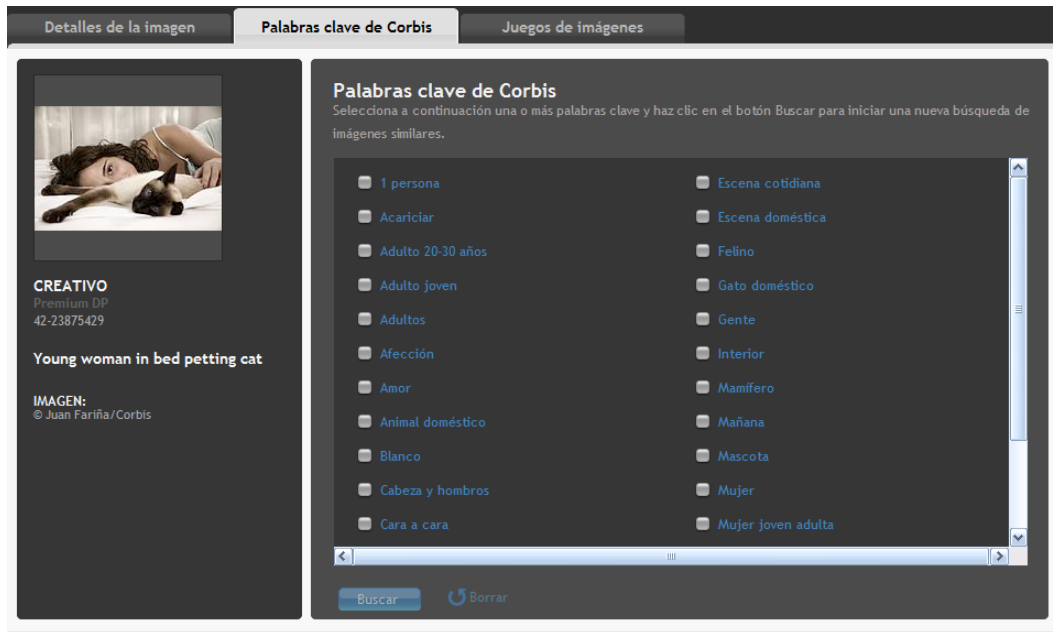 Detalles de la imagen
Palabras clave de Corbis
Juegos de imágenes
CREATIVO
Premium DP
42-23875429
Young woman in bed petting cat
IMAGEN:
© Juan Fariña/Corbis
Palabras clave de Corbis
Selecciona a continuación una o más palabras clave y haz clic en el botón Buscar para iniciar una nueva búsqueda de
imágenes similares.
1 persona
Acariciar
Adulto 20-30 años
Adulto joven
Adultos
Afección
Amor
Animal doméstico
Blanco
Cabeza y hombros
Cara a cara
Escena cotidiana
Escena doméstica
Felino
Gato doméstico
Gente
Interior
Mamífero
Mañana
Mascota
Mujer
Mujer joven adulta
Buscar
Borrar